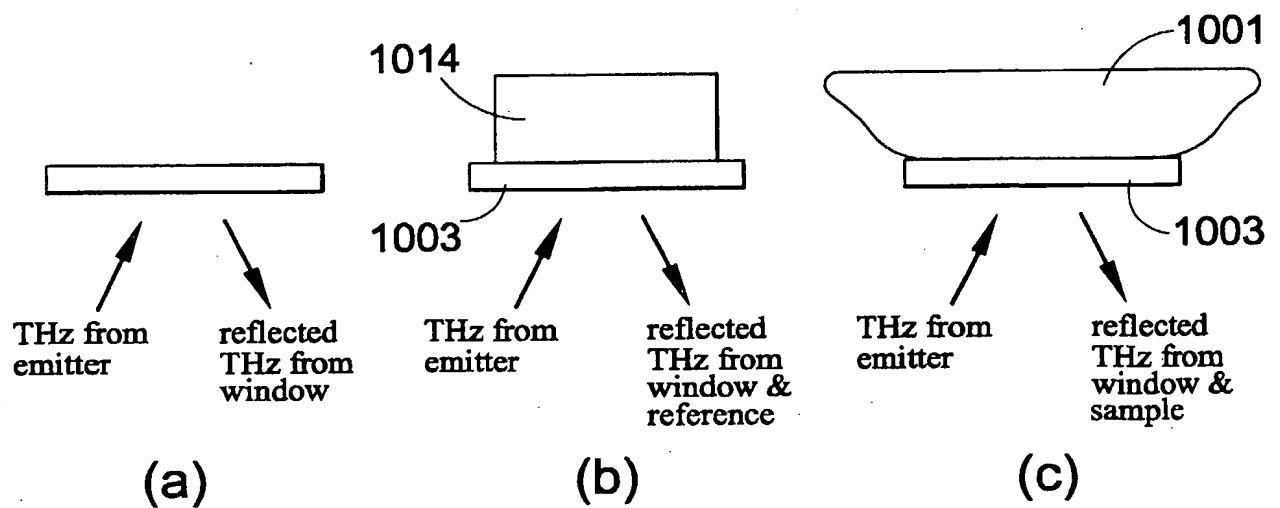 1014
1001
1003
1003
THz from
emitter
reflected
THz from
window
THz from
emitter
reflected
THz from
window &
reference
THz from
emitter
reflected
THz from
window &
sample
(a)
(b)
(c)